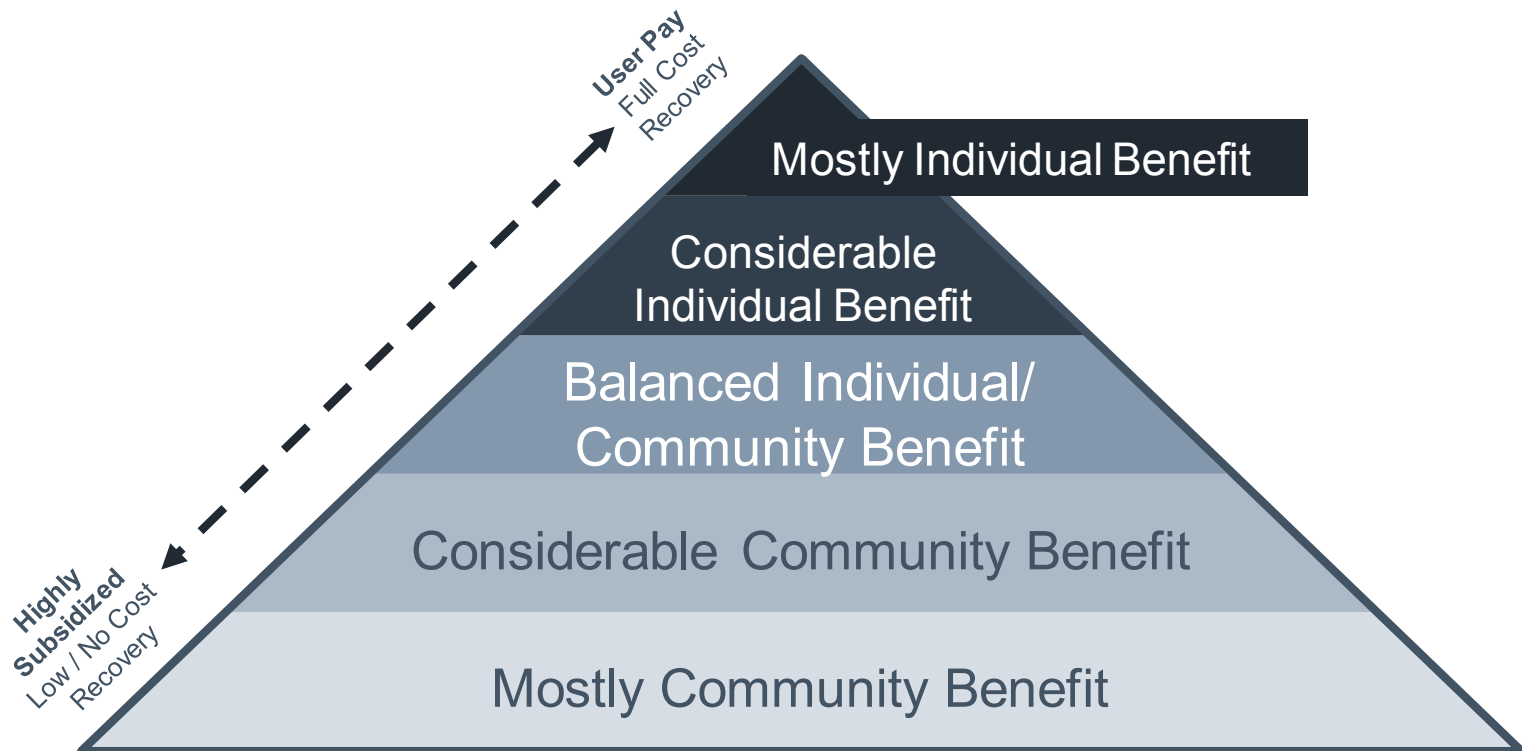 User Pay
Full Cost
Recovery
Mostly Individual Benefit
Considerable
Individual Benefit
Balanced Individual/
Community Benefit
Considerable Community Benefit
Highly
Subsidized
Low / No Cost
Recovery
Mostly Community Benefit